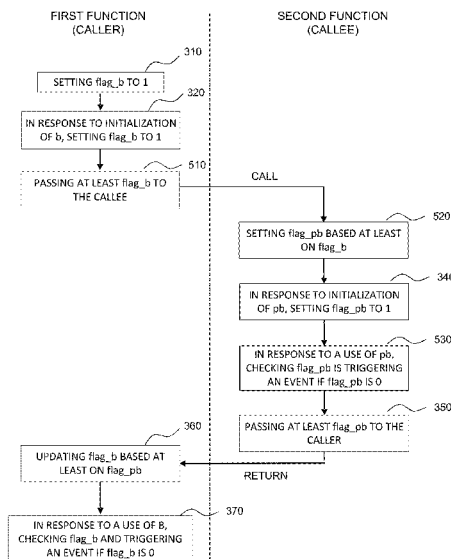 FIRST FUNCTION
(CALLER)
SECOND FUNCTION
(CALLEE)
310
SETTING flag_b TO 1
320
IN RESPONSE TO INITIALIZATION
OF b, SETTING flag_b TO 1
510
PASSING AT LEAST flag_b TO
THE CALLEE
CALL
520
SETTING flag_pb BASED AT LEAST
ON flag_b
340
IN RESPONSE TO INITIALIZATION
OF pb, SETTING flag_pb TO 1
530
IN RESPONSE TO A USE OF pb,
CHECKING flag_pb IS TRIGGERING
AN EVENT IF flag_pb IS 0
350
PASSING AT LEAST flag_pb TO THE
CALLER
360
UPDATING flag_b BASED AT
LEAST ON flag_pb
RETURN
370
IN RESPONSE TO A USE OF B,
CHECKING flag_b AND TRIGGERING
AN EVENT IF flag_b IS 0